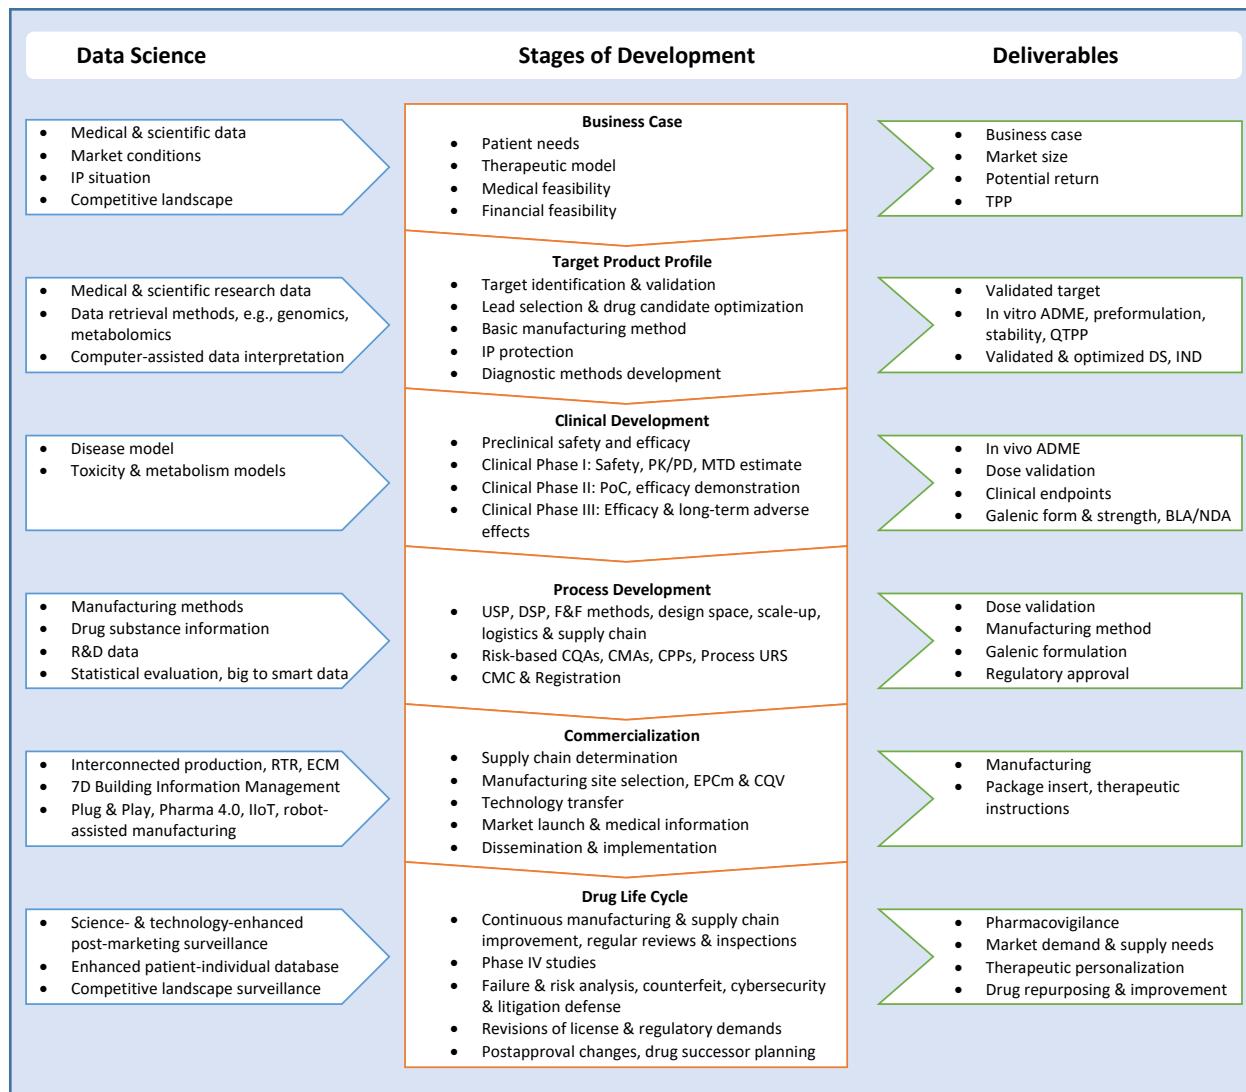 Data Science
Stages of Development
Deliverables
• Medical & scientific data
• Market conditions
• IP situation
• Competitive landscape
Business Case
• Patient needs
• Therapeutic model
• Medical feasibility
• Financial feasibility
• Business case
• Market size
• Potential return
• TPP
• Medical & scientific research data
• Data retrieval methods, e.g., genomics,
metabolomics
• Computer-assisted data interpretation
Target Product Profile
• Target identification & validation
• Lead selection & drug candidate optimization
• Basic manufacturing method
• IP protection
• Diagnostic methods development
• Validated target
• In vitro ADME, preformulation,
stability, QTPP
• Validated & optimized DS, IND
• Disease model
• Toxicity & metabolism models
Clinical Development
• Preclinical safety and efficacy
• Clinical Phase I: Safety, PK/PD, MTD estimate
• Clinical Phase II: PoC, efficacy demonstration
• Clinical Phase III: Efficacy & long-term adverse
effects
• In vivo ADME
• Dose validation
• Clinical endpoints
• Galenic form & strength, BLA/NDA
• Manufacturing methods
• Drug substance information
• R&D data
• Statistical evaluation, big to smart data
Process Development
• USP, DSP, F&F methods, design space, scale-up,
logistics & supply chain
• Risk-based CQAs, CMAs, CPPs, Process URS
• CMC & Registration
• Dose validation
• Manufacturing method
• Galenic formulation
• Regulatory approval
• Interconnected production, RTR, ECM
• 7D Building Information Management
• Plug & Play, Pharma 4.0, IIoT, robot-
assisted manufacturing
Commercialization
• Supply chain determination
• Manufacturing site selection, EPCm & CQV
• Technology transfer
• Market launch & medical information
• Dissemination & implementation
• Manufacturing
• Package insert, therapeutic
instructions
• Science- & technology-enhanced
post-marketing surveillance
• Enhanced patient-individual database
• Competitive landscape surveillance
Drug Life Cycle
• Continuous manufacturing & supply chain
improvement, regular reviews & inspections
• Phase IV studies
• Failure & risk analysis, counterfeit, cybersecurity
& litigation defense
• Revisions of license & regulatory demands
• Postapproval changes, drug successor planning
• Pharmacovigilance
• Market demand & supply needs
• Therapeutic personalization
• Drug repurposing & improvement